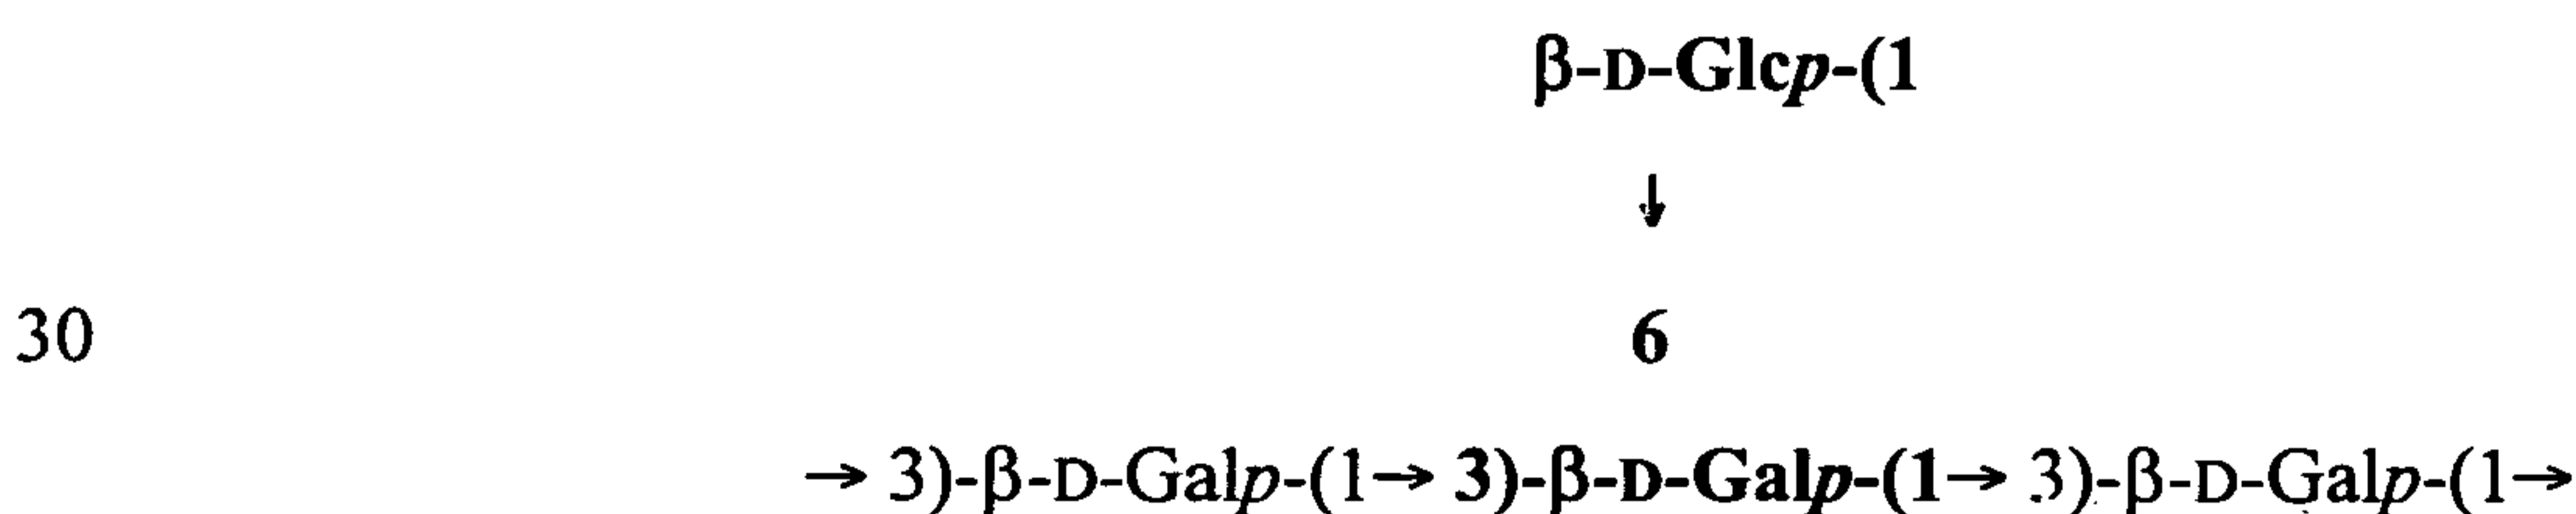 β-D-Glcp-(1
↓
30 6
→ 3)-β-D-Galp-(1→ 3)-β-D-Galp-(1→ 3)-β-D-Galp-(1→